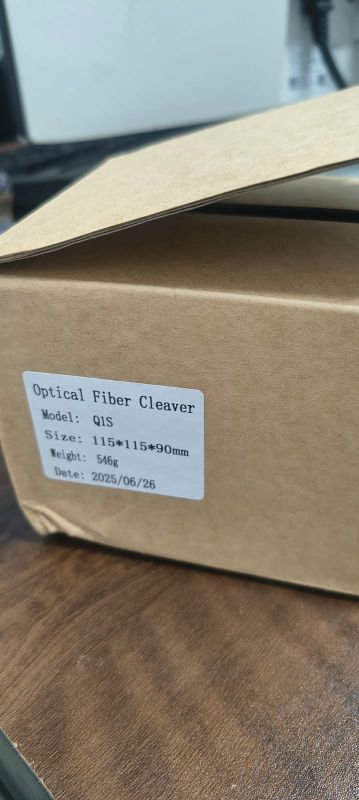 Optical Fiber Cleaver
Model: Q1S
Size: 115*115*90mm
Weight: 546g
Date: 2025/06/26